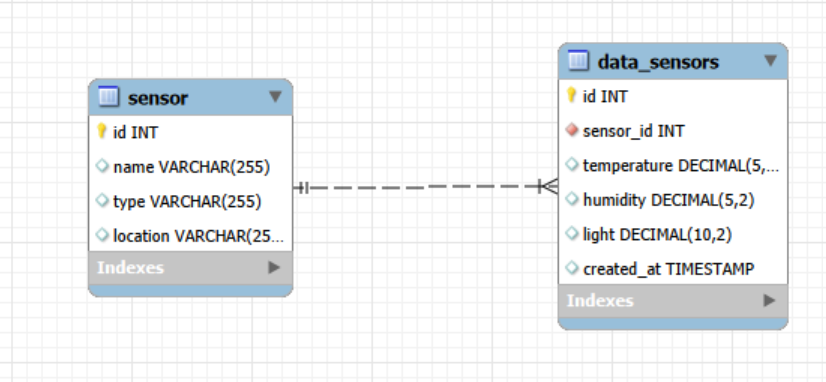 sensor
id INT
name VARCHAR(255)
type VARCHAR(255)
location VARCHAR(25...
Indexes
data_sensors
id INT
sensor_id INT
temperature DECIMAL(5,...
humidity DECIMAL(5,2)
light DECIMAL(10,2)
created_at TIMESTAMP
Indexes